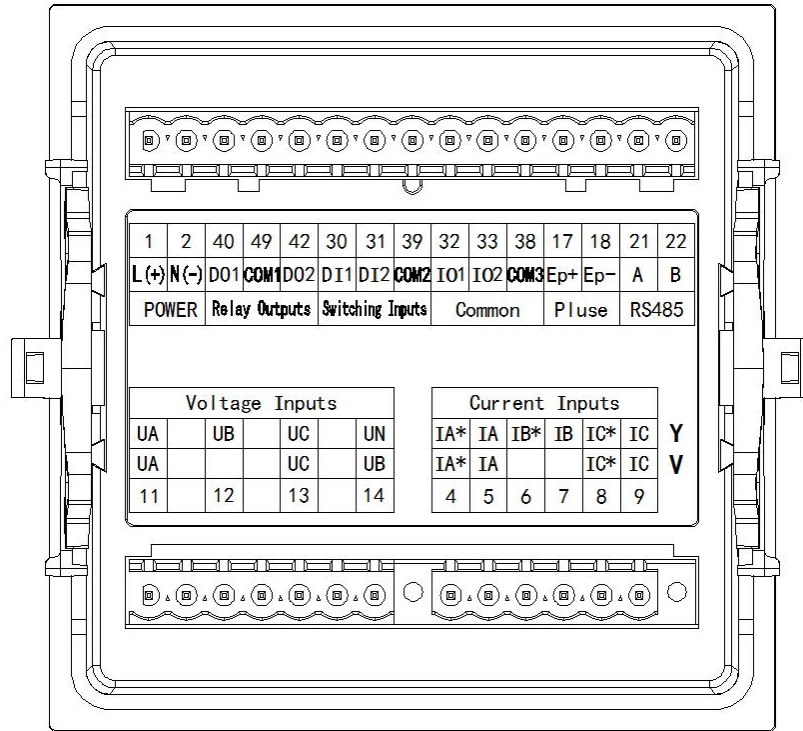 1 2 40 49 42 30 31 39 32 33 38 17 18 21 22
L(+) N(-) DO1 COM1 DO2 DI1 DI2 COM2 IO1 IO2 COM3 Ep+ Ep- A B
POWER Relay Outputs Switching Inputs Common Pluse RS485
Voltage Inputs Current Inputs
UA UB UC UN IA* IA IB* IB IC* IC Y
UA UC UB IA* IA IC* IC V
11 12 13 14 4 5 6 7 8 9